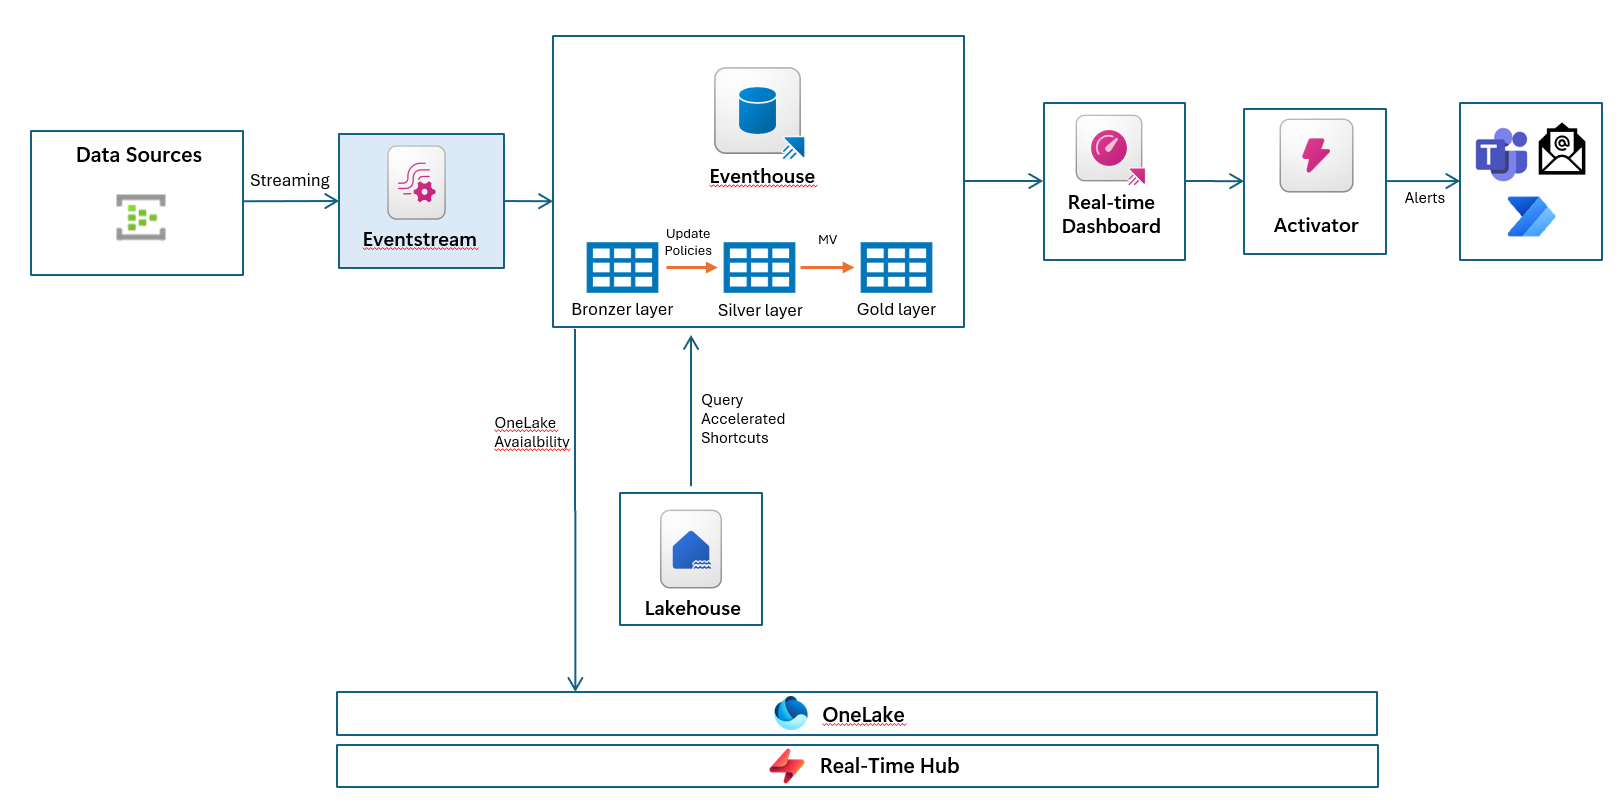 Data Sources
Streaming
Eventstream
Eventhouse
Update
Policies
MV
Bronzer layer
Silver layer
Gold layer
Real-time
Dashboard
Activator
Alerts
T
@
OneLake
Avaialbility
Query
Accelerated
Shortcuts
Lakehouse
OneLake
Real-Time Hub